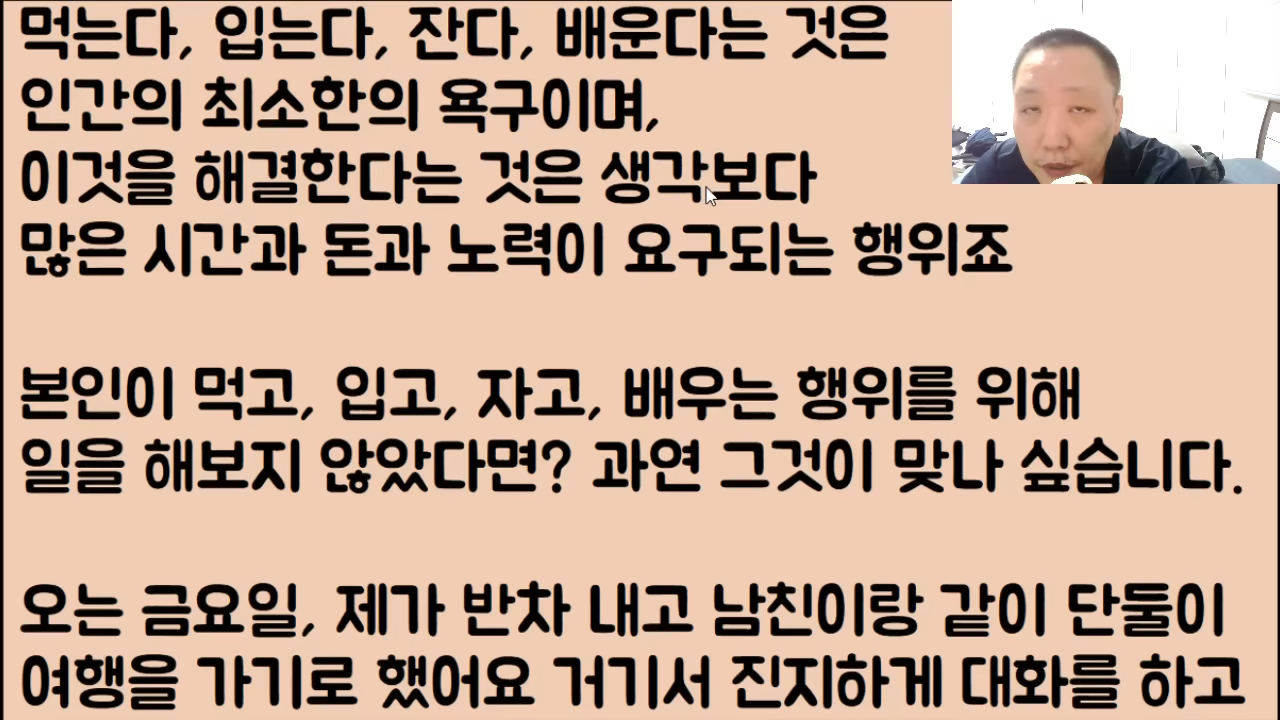 먹는다, 입는다, 잔다, 배운다는 것은
인간의 최소한의 욕구이며,
이것을 해결한다는 것은 생각보다
많은 시간과 돈과 노력이 요구되는 행위죠
본인이 먹고, 입고, 자고, 배우는 행위를 위해
일을 해보지 않았다면? 과연 그것이 맞나 싶습니다.
오는 금요일, 제가 반차 내고 남친이랑 같이 단둘이
여행을 가기로 했어요 거기서 진지하게 대화를 하고